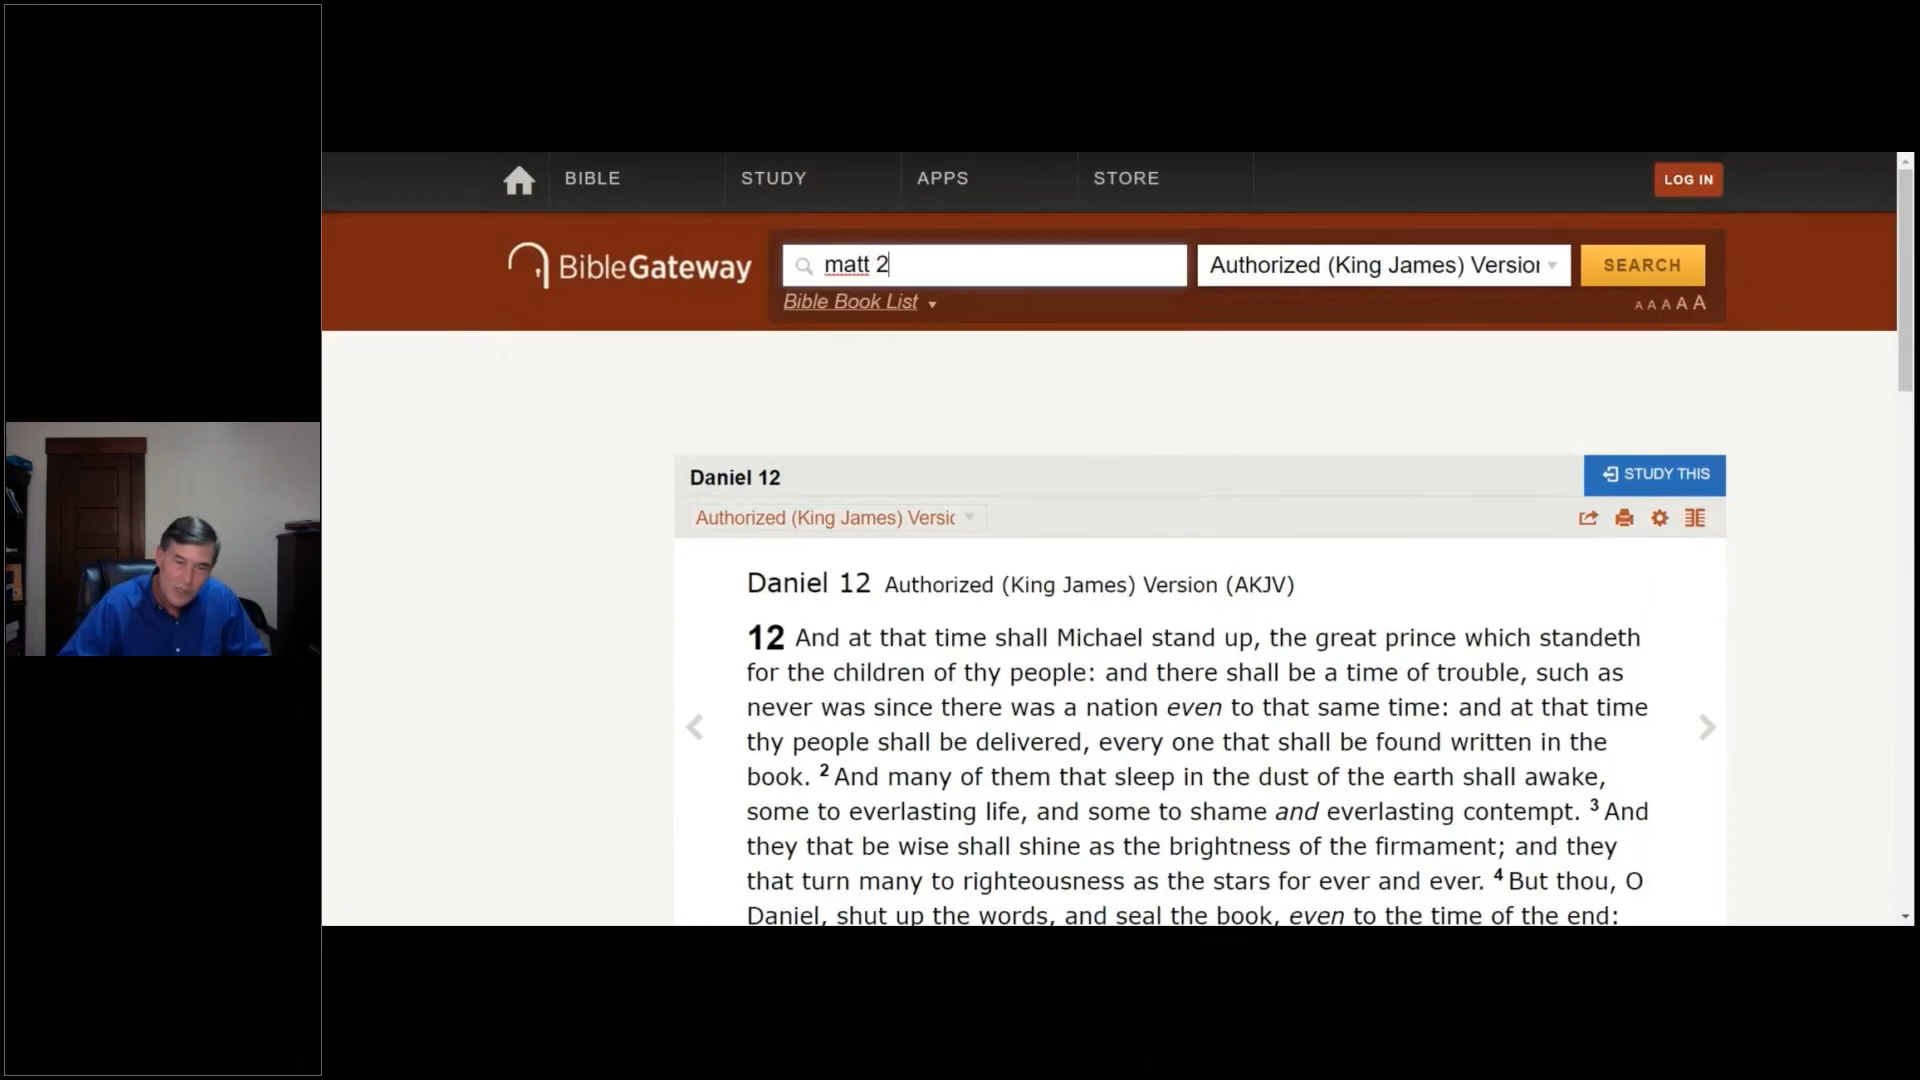 BIBLE STUDY APPS STORE LOG IN
BibleGateway matt 2 Authorized (King James) Version SEARCH
Bible Book List A A A A A
Daniel 12 STUDY THIS
Authorized (King James) Versic
Daniel 12 Authorized (King James) Version (AKJV)
12 And at that time shall Michael stand up, the great prince which standeth
for the children of thy people: and there shall be a time of trouble, such as
never was since there was a nation even to that same time: and at that time
thy people shall be delivered, every one that shall be found written in the
book. 2 And many of them that sleep in the dust of the earth shall awake,
some to everlasting life, and some to shame and everlasting contempt. 3 And
they that be wise shall shine as the brightness of the firmament; and they
that turn many to righteousness as the stars for ever and ever. 4 But thou, O
Daniel, shut up the words, and seal the book, even to the time of the end: